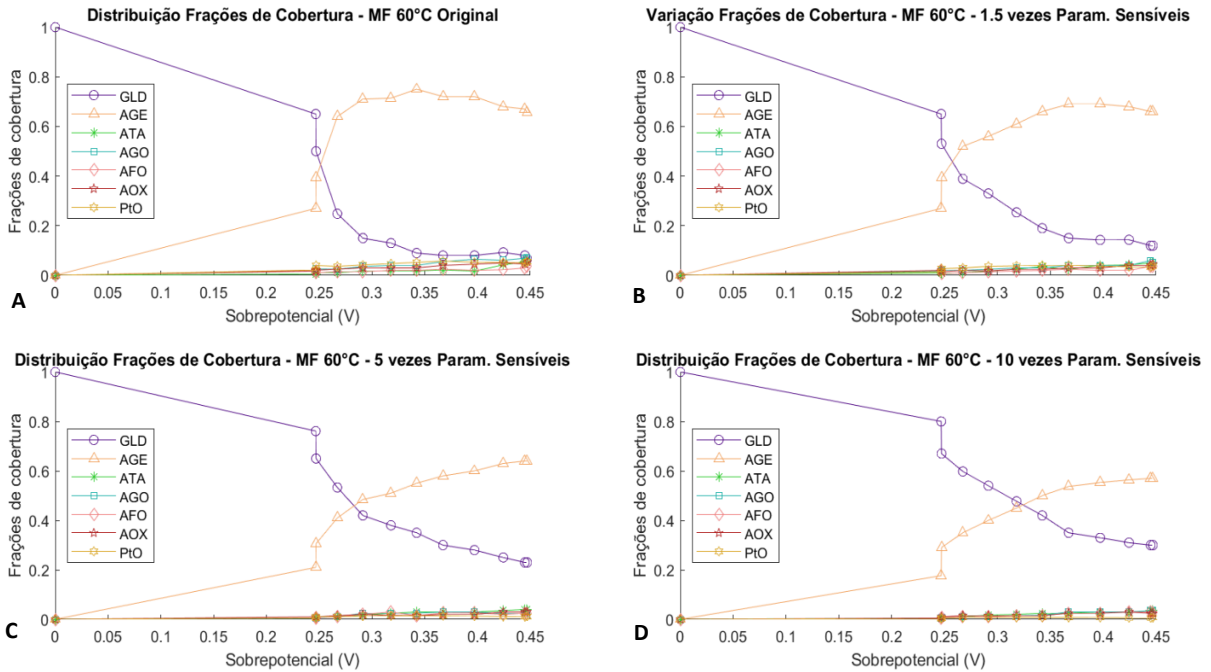 Distribuição Frações de Cobertura - MF 60°C Original
Frações de cobertura
1
0.8
0.6
0.4
0.2
0
GLD
AGE
ATA
AGO
AFO
AOX
PtO
0
0.05
0.1
0.15
0.2
0.25
0.3
0.35
0.4
0.45
Sobrepotencial (V)
A
Variação Frações de Cobertura - MF 60°C - 1.5 vezes Param. Sensíveis
Frações de cobertura
1
0.8
0.6
0.4
0.2
0
GLD
AGE
ATA
AGO
AFO
AOX
PtO
0
0.05
0.1
0.15
0.2
0.25
0.3
0.35
0.4
0.45
Sobrepotencial (V)
B
Distribuição Frações de Cobertura - MF 60°C - 5 vezes Param. Sensíveis
Frações de cobertura
1
0.8
0.6
0.4
0.2
0
GLD
AGE
ATA
AGO
AFO
AOX
PtO
0
0.05
0.1
0.15
0.2
0.25
0.3
0.35
0.4
0.45
Sobrepotencial (V)
C
Distribuição Frações de Cobertura - MF 60°C - 10 vezes Param. Sensíveis
Frações de cobertura
1
0.8
0.6
0.4
0.2
0
GLD
AGE
ATA
AGO
AFO
AOX
PtO
0
0.05
0.1
0.15
0.2
0.25
0.3
0.35
0.4
0.45
Sobrepotencial (V)
D